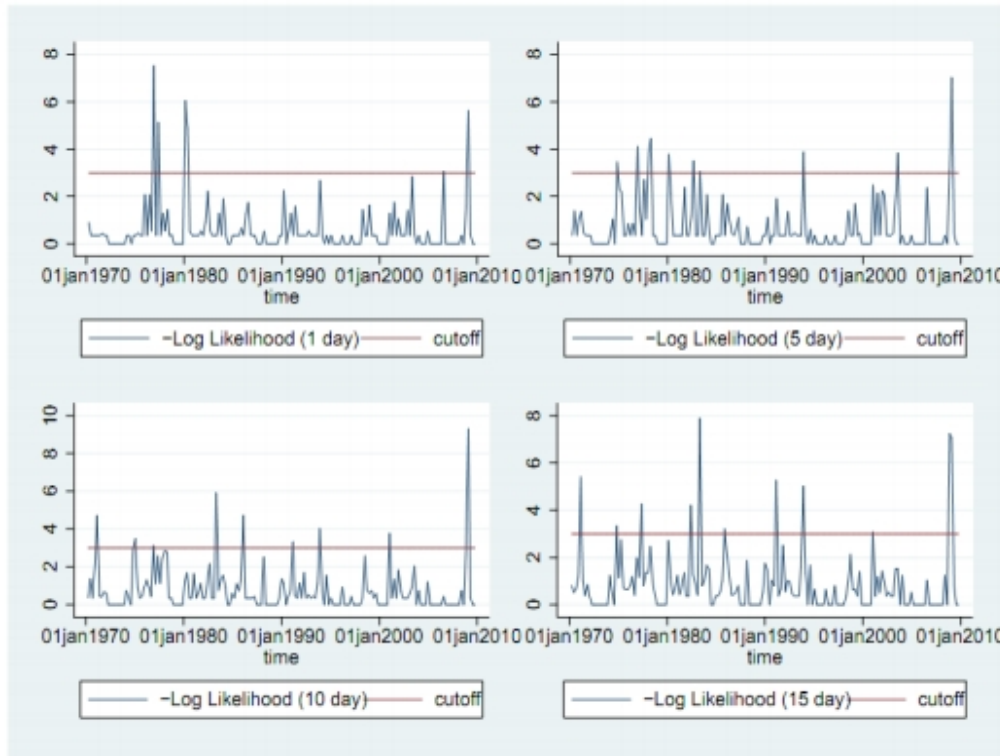 8
6
4
2
0
01jan1970 01jan1980 01jan1990 01jan2000 01jan2010
time
−Log Likelihood (1 day) cutoff
8
6
4
2
0
01jan1970 01jan1980 01jan1990 01jan2000 01jan2010
time
−Log Likelihood (5 day) cutoff
10
8
6
4
2
0
01jan1970 01jan1980 01jan1990 01jan2000 01jan2010
time
−Log Likelihood (10 day) cutoff
8
6
4
2
0
01jan1970 01jan1980 01jan1990 01jan2000 01jan2010
time
−Log Likelihood (15 day) cutoff